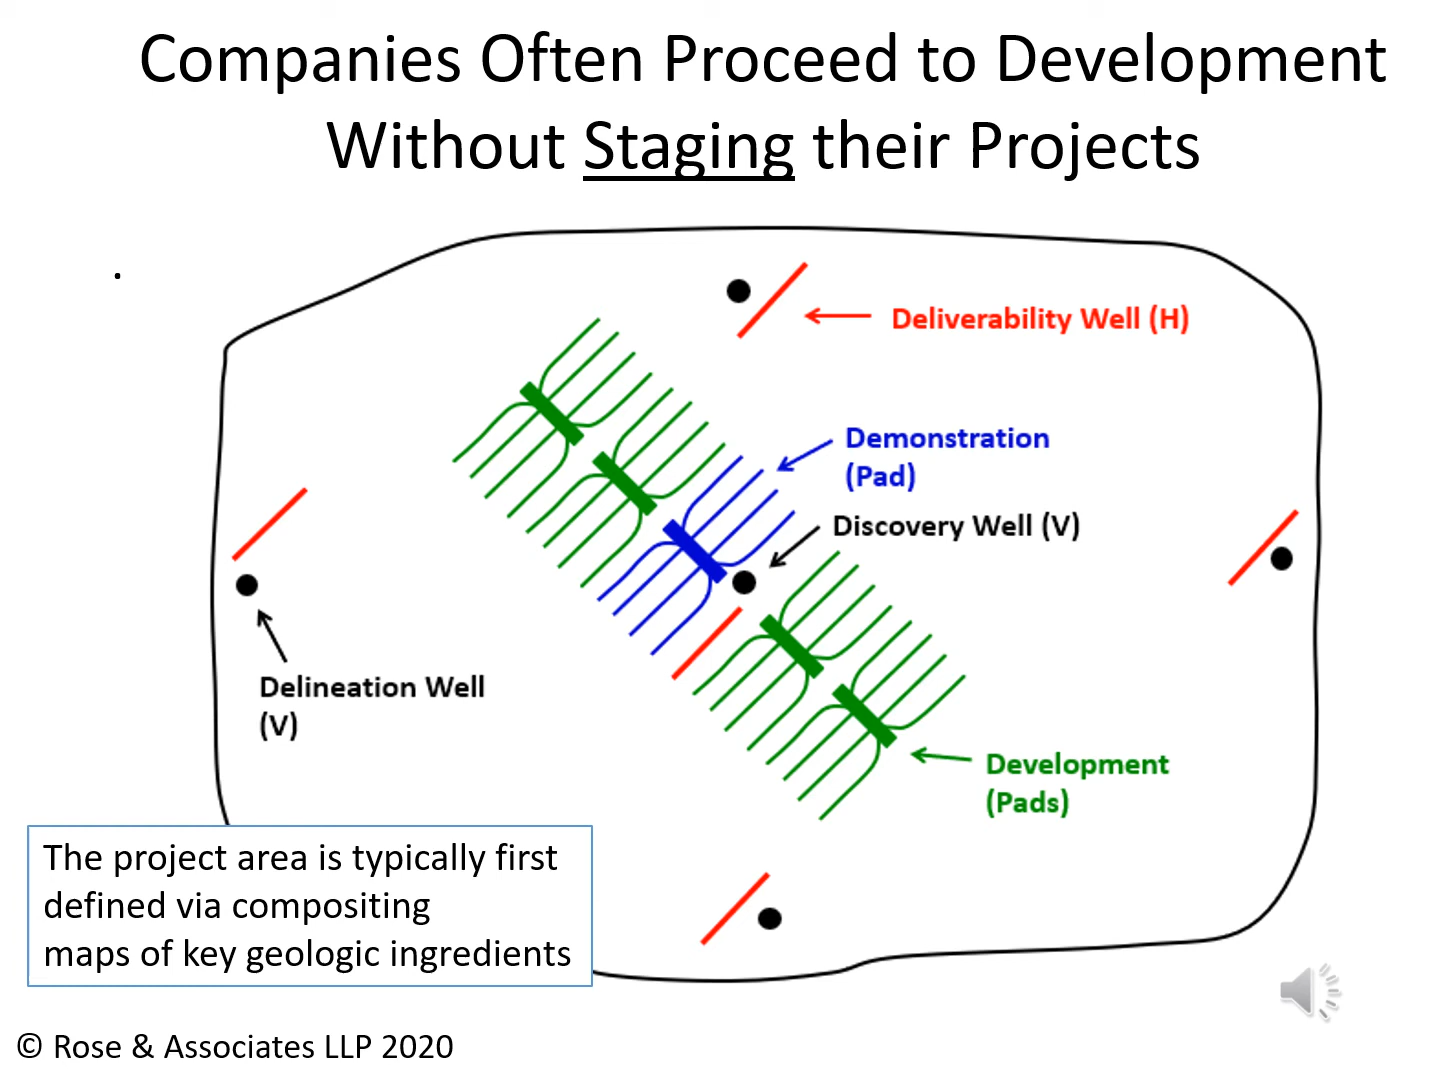 Companies Often Proceed to Development
Without Staging their Projects
.
Deliverability Well (H)
Demonstration
(Pad)
Discovery Well (V)
Delineation Well
(V)
Development
(Pads)
The project area is typically first
defined via compositing
maps of key geologic ingredients
© Rose & Associates LLP 2020